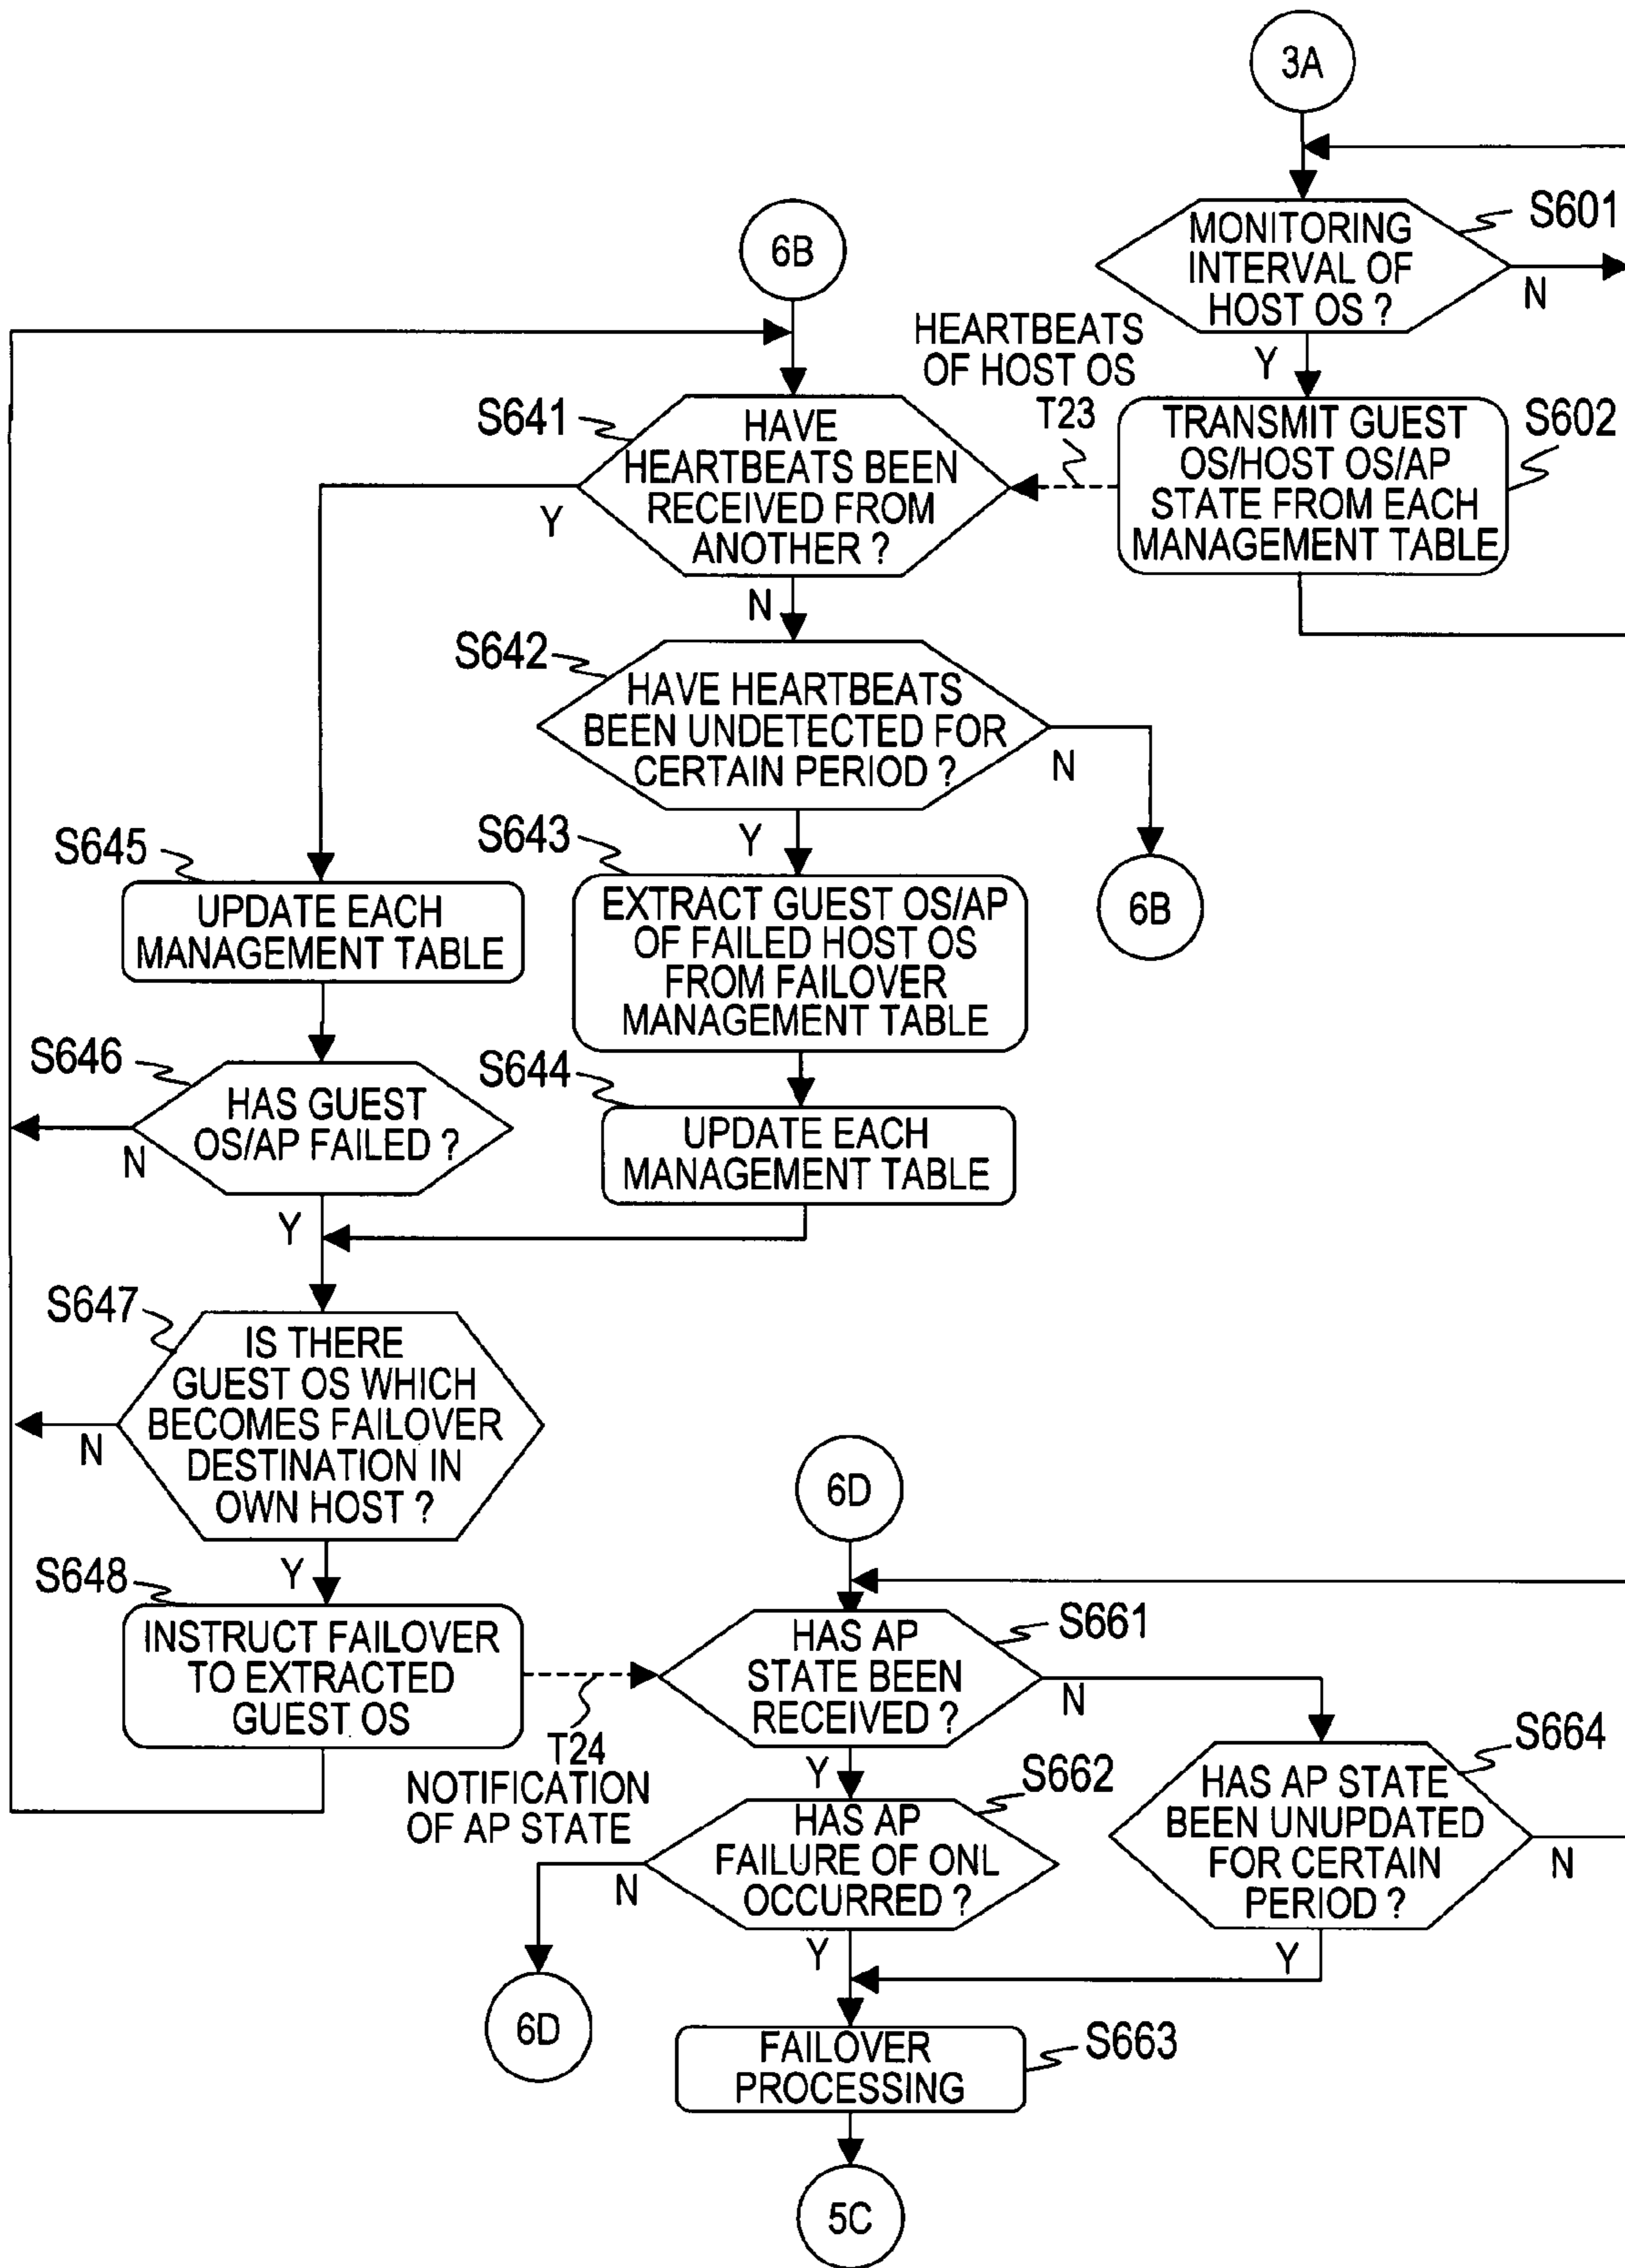 3A
MONITORING
INTERVAL OF
HOST OS ?
S601
N
Y
6B
HEARTBEATS
OF HOST OS
T23
TRANSMIT GUEST
OS/HOST OS/AP
STATE FROM EACH
MANAGEMENT TABLE
S602
S641
HAVE
HEARTBEATS BEEN
RECEIVED FROM
ANOTHER ?
Y
N
S642
HAVE HEARTBEATS
BEEN UNDETECTED FOR
CERTAIN PERIOD ?
N
6B
Y
S643
EXTRACT GUEST OS/AP
OF FAILED HOST OS
FROM FAILOVER
MANAGEMENT TABLE
S644
UPDATE EACH
MANAGEMENT TABLE
S645
UPDATE EACH
MANAGEMENT TABLE
S646
HAS GUEST
OS/AP FAILED ?
N
Y
S647
IS THERE
GUEST OS WHICH
BECOMES FAILOVER
DESTINATION IN
OWN HOST ?
N
Y
S648
INSTRUCT FAILOVER
TO EXTRACTED
GUEST OS
T24
NOTIFICATION
OF AP STATE
6D
HAS AP
STATE BEEN
RECEIVED ?
S661
N
Y
S662
HAS AP
FAILURE OF ONL
OCCURRED ?
N
6D
Y
S664
HAS AP STATE
BEEN UNUPDATED
FOR CERTAIN
PERIOD ?
N
Y
FAILOVER
PROCESSING
S663
5C